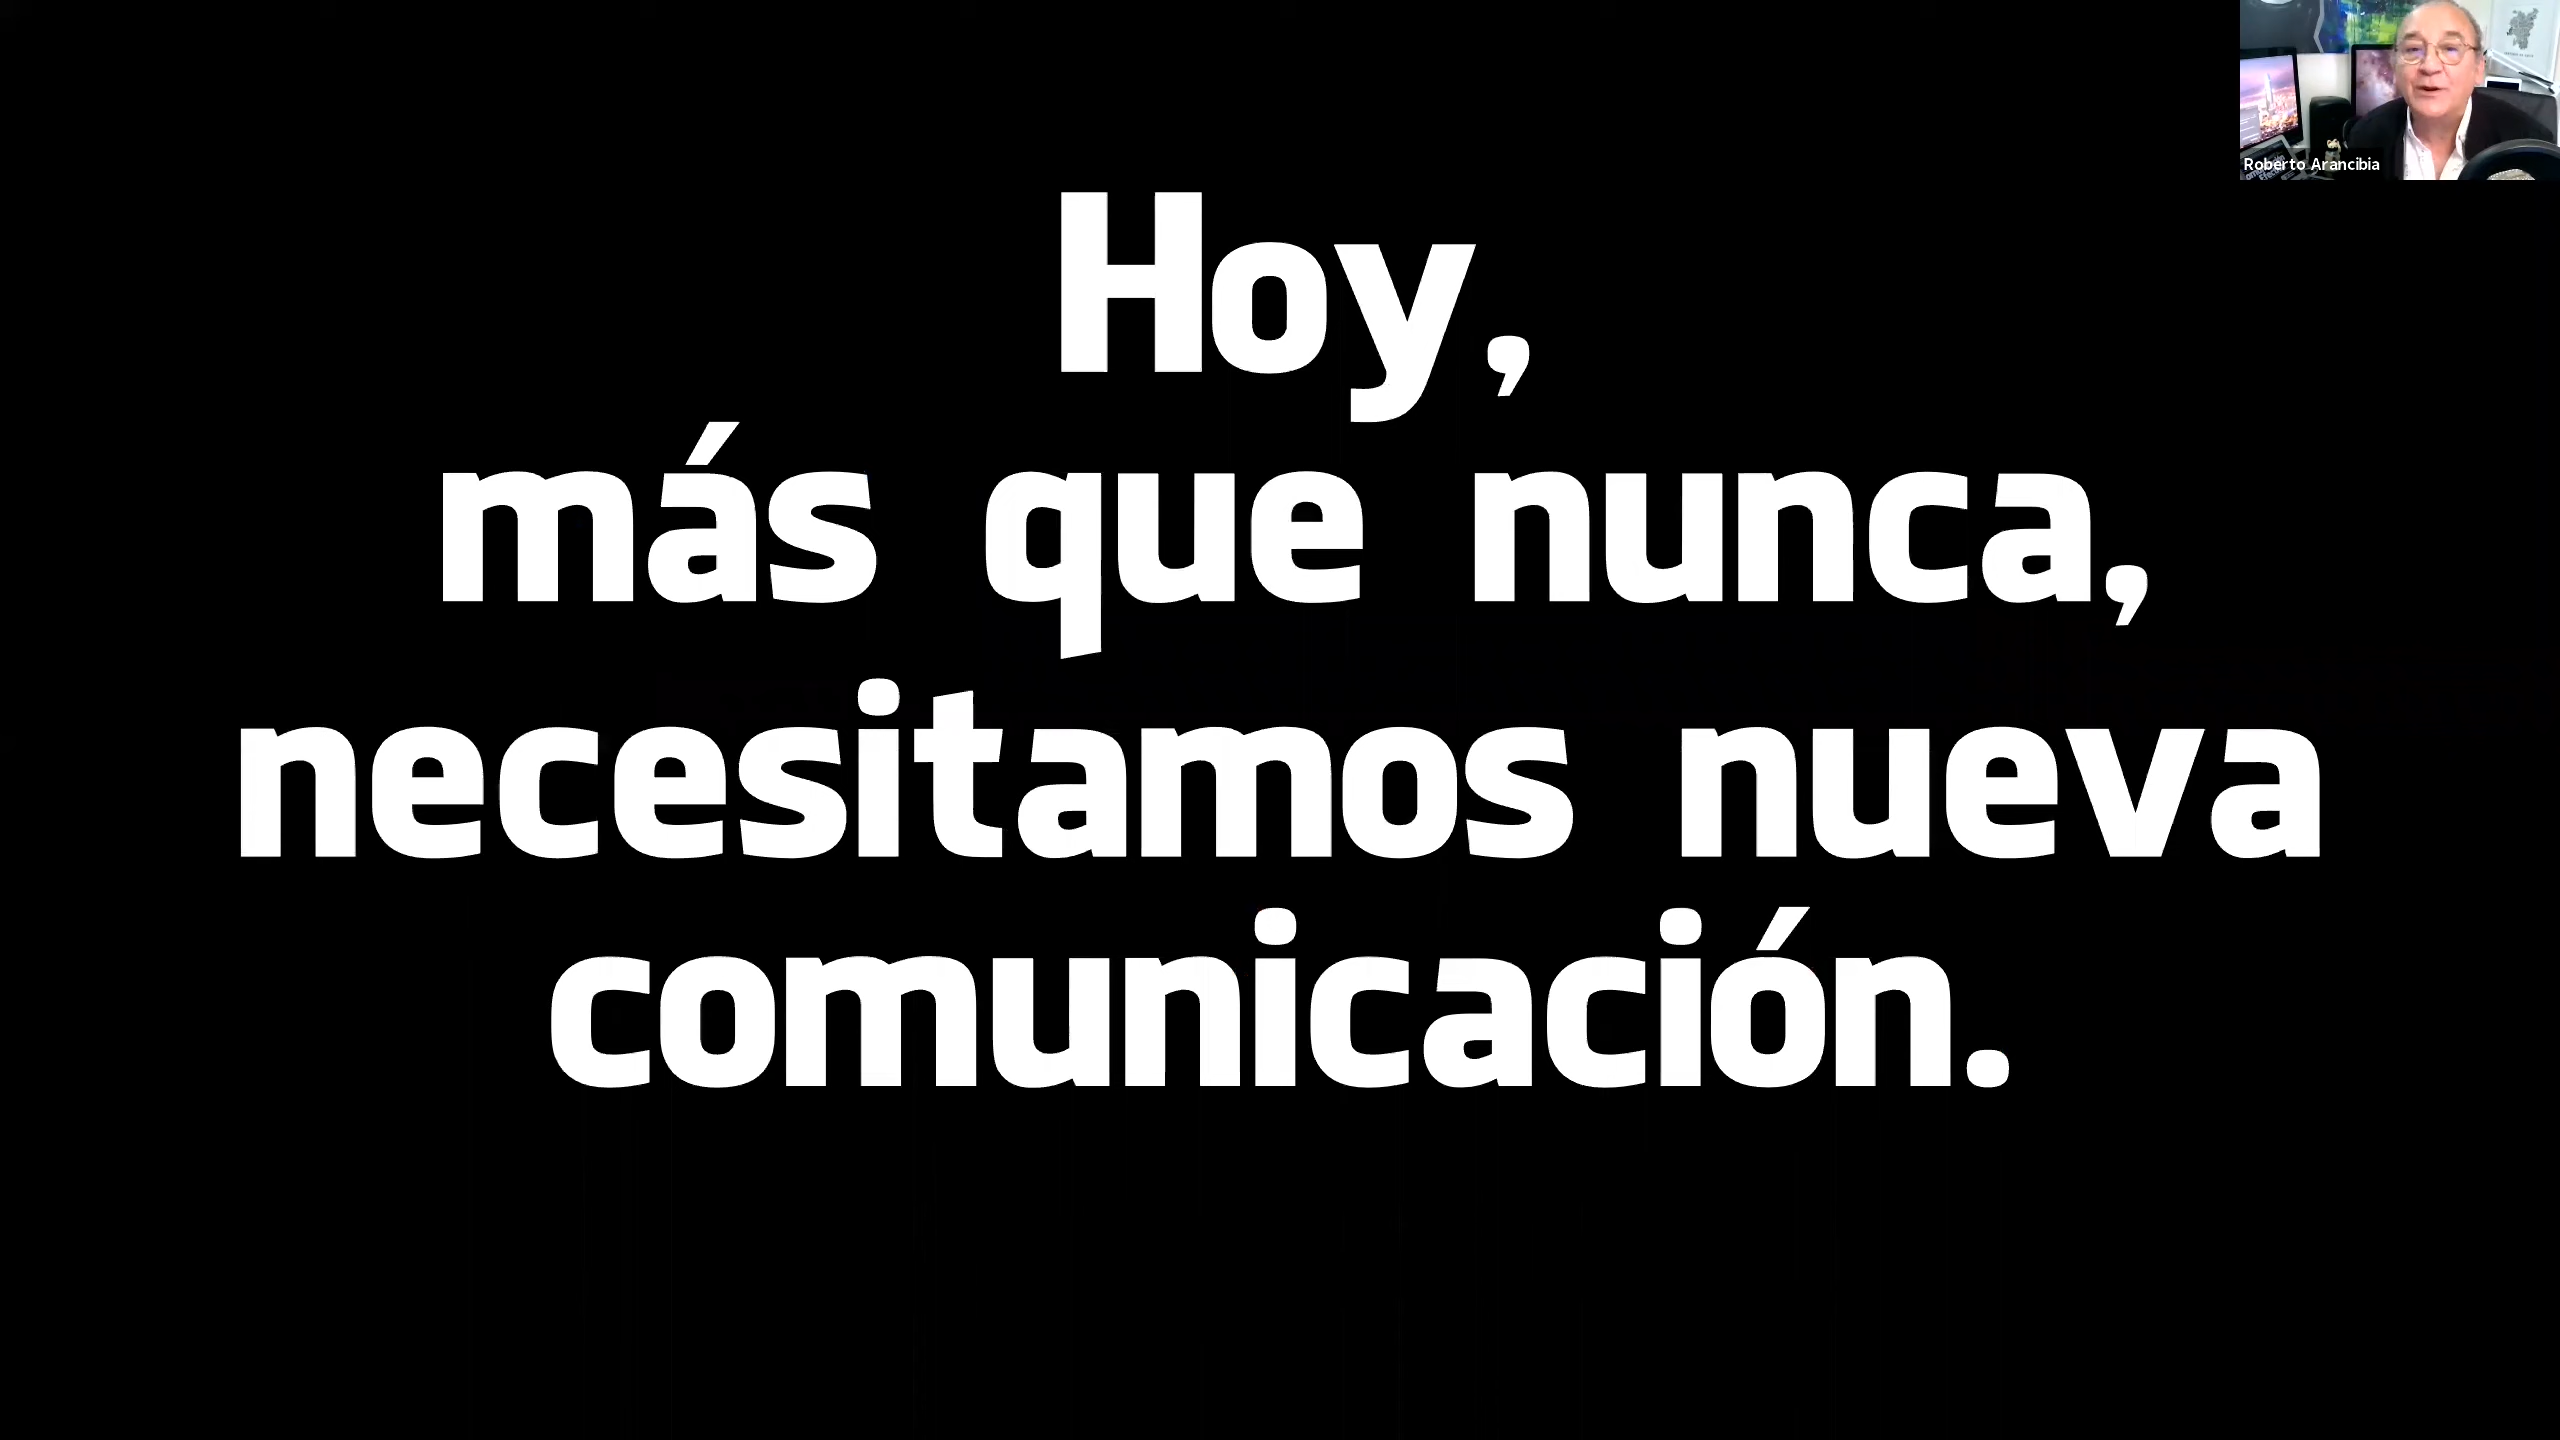 Roberto Arancibia
Hoy,
más que nunca,
necesitamos nueva
comunicación.